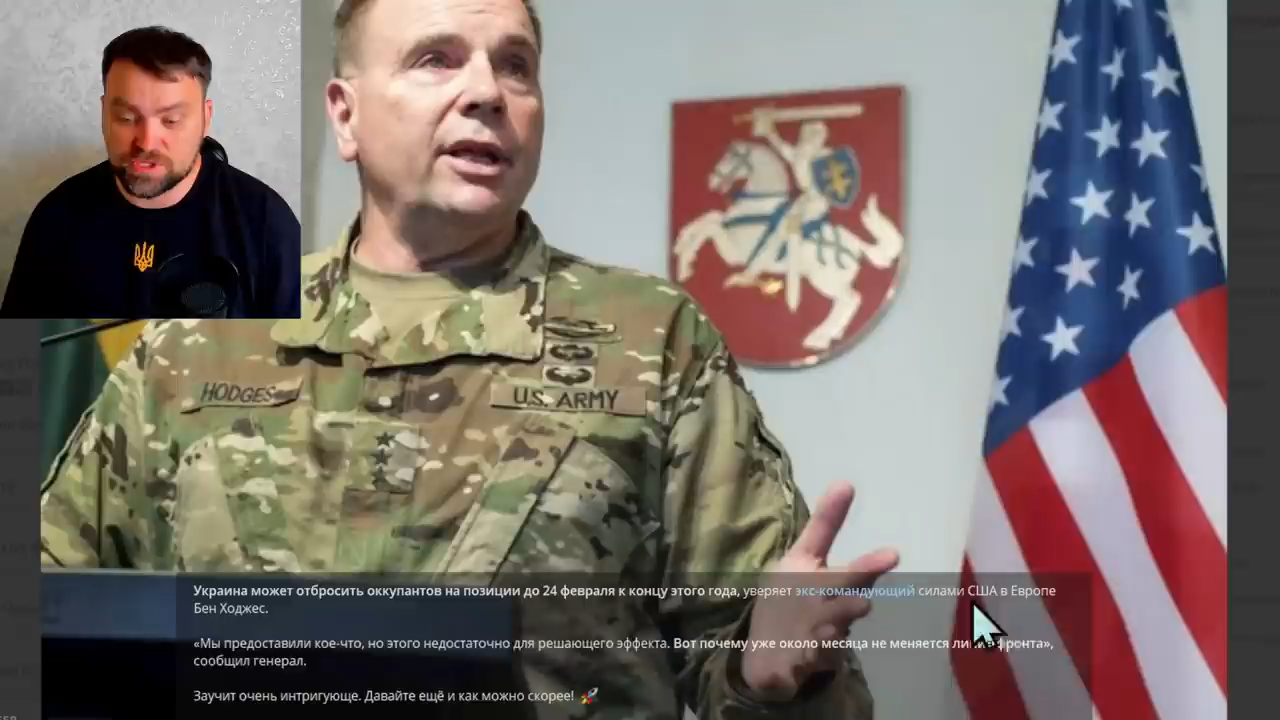 HODGES
U.S. ARMY
Украина может отбросить оккупантов на позиции до 24 февраля к концу этого года, уверяет экс-командующий силами США в Европе
Бен Ходжес.
«Мы предоставили кое-что, но этого недостаточно для решающего эффекта. Вот почему уже около месяца не меняется фронта»,
сообщил генерал.
Заучит очень интригующе. Давайте ещё и как можно скорее! 🚀